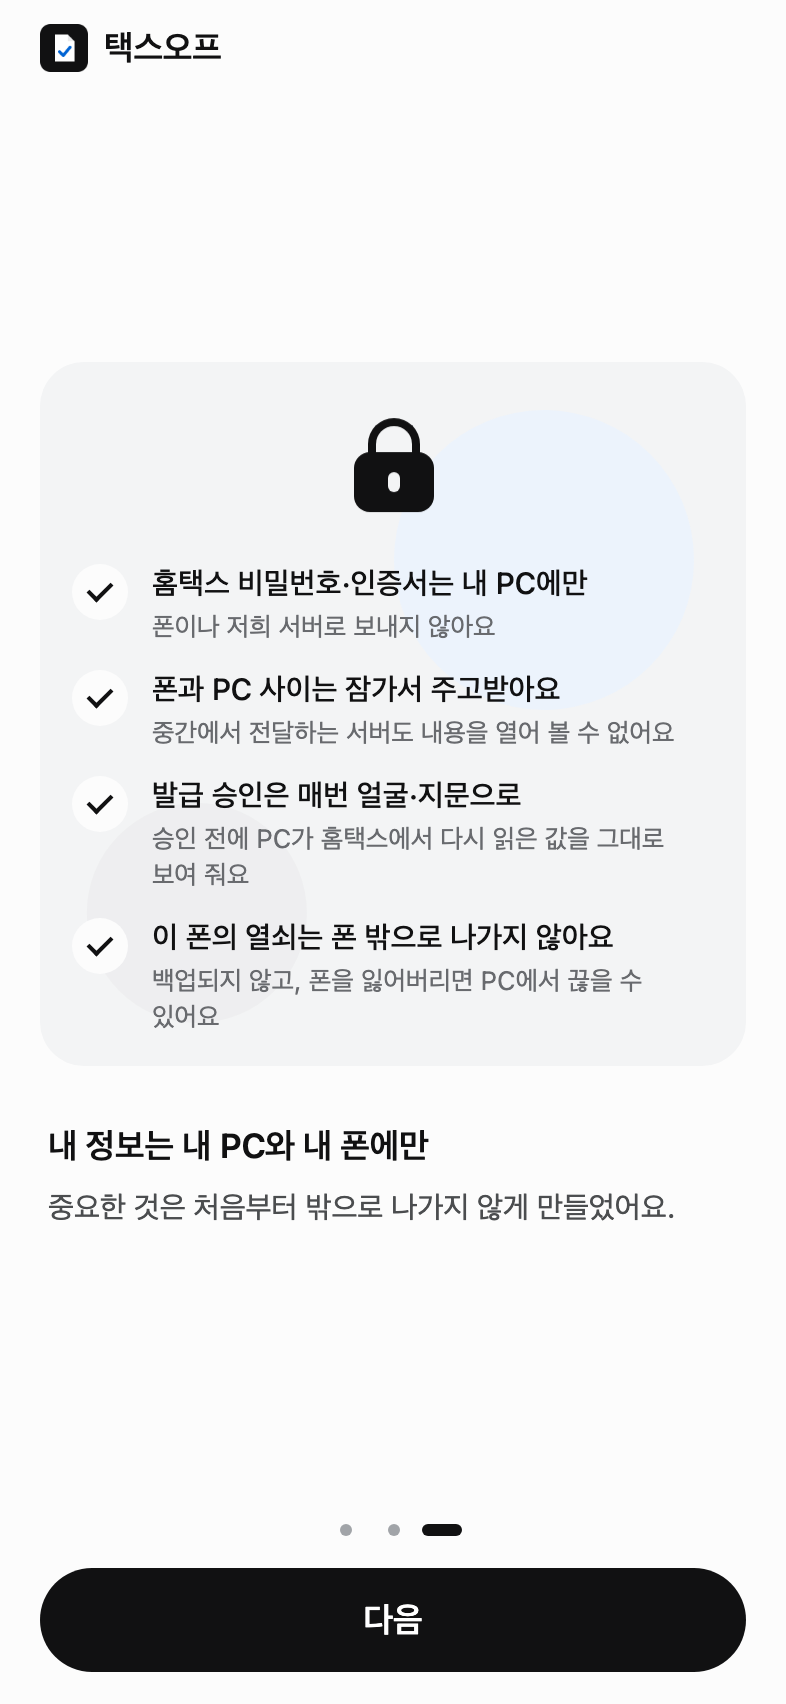 택스오프
홈택스 비밀번호·인증서는 내 PC에만
폰이나 저희 서버로 보내지 않아요
폰과 PC 사이는 잠가서 주고받아요
중간에서 전달하는 서버도 내용을 열어 볼 수 없어요
발급 승인은 매번 얼굴·지문으로
승인 전에 PC가 홈택스에서 다시 읽은 값을 그대로
보여 줘요
이 폰의 열쇠는 폰 밖으로 나가지 않아요
백업되지 않고, 폰을 잃어버리면 PC에서 끊을 수
있어요
내 정보는 내 PC와 내 폰에만
중요한 것은 처음부터 밖으로 나가지 않게 만들었어요.
다음